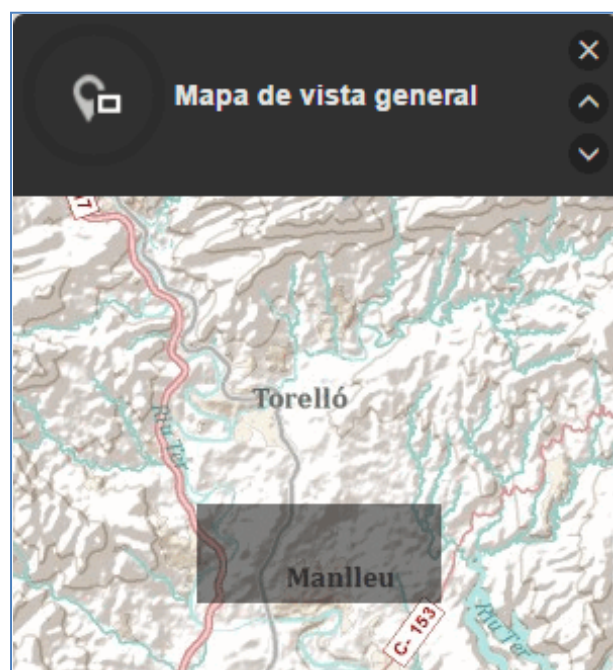 Mapa de vista general
Torelló
Riu Ter
Manlleu
C- 153
Riu Ter